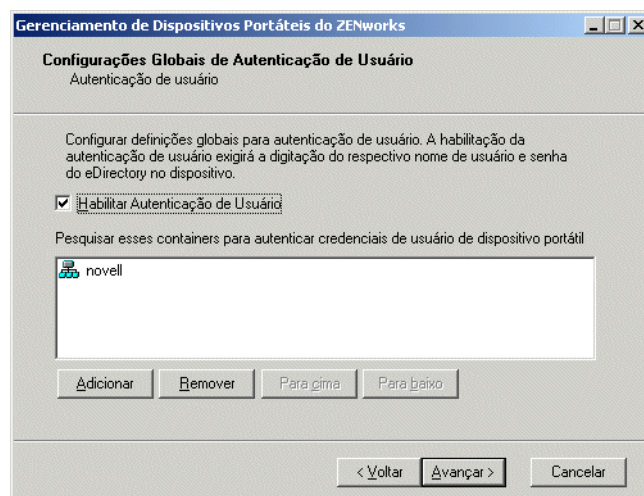 Gerenciamento de Dispositivos Portáteis do ZENworks
Configurações Globais de Autenticação de Usuário
Autenticação de usuário
Configurar definições globais para autenticação de usuário. A habilitação da
autenticação de usuário exigirá a digitação do respectivo nome de usuário e senha
do eDirectory no dispositivo.
Habilitar Autenticação de Usuário
Pesquisar esses containers para autenticar credenciais de usuário de dispositivo portátil
novell
Adicionar Remover Para cima Para baixo
< Voltar Avançar > Cancelar